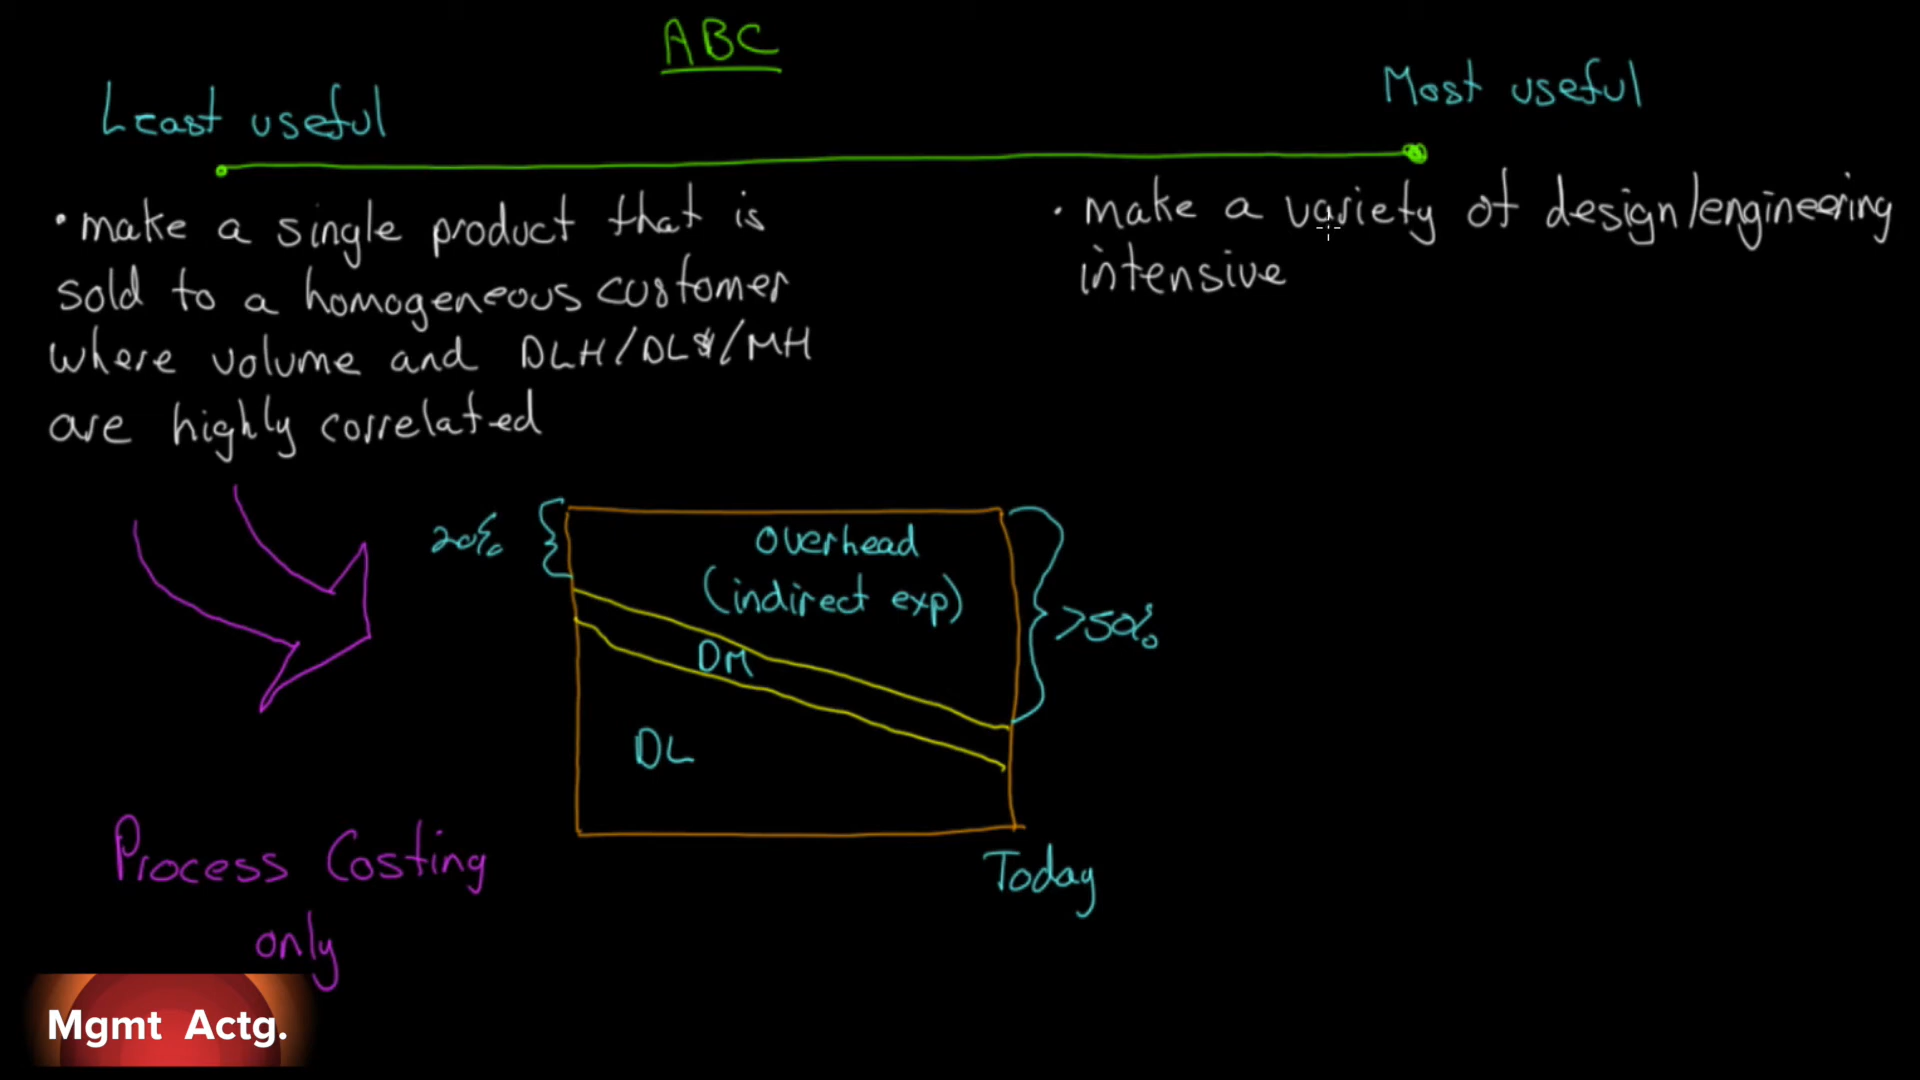 ABC
Least useful
Most useful
• make a single product that is
sold to a homogeneous customer
where volume and DLH/DL$/MH
are highly correlated
• make a variety of design/engineering
intensive
20%
overhead
(indirect exp)
>50%
DM
DL
Today
Process Costing
only
Mgmt Actg.